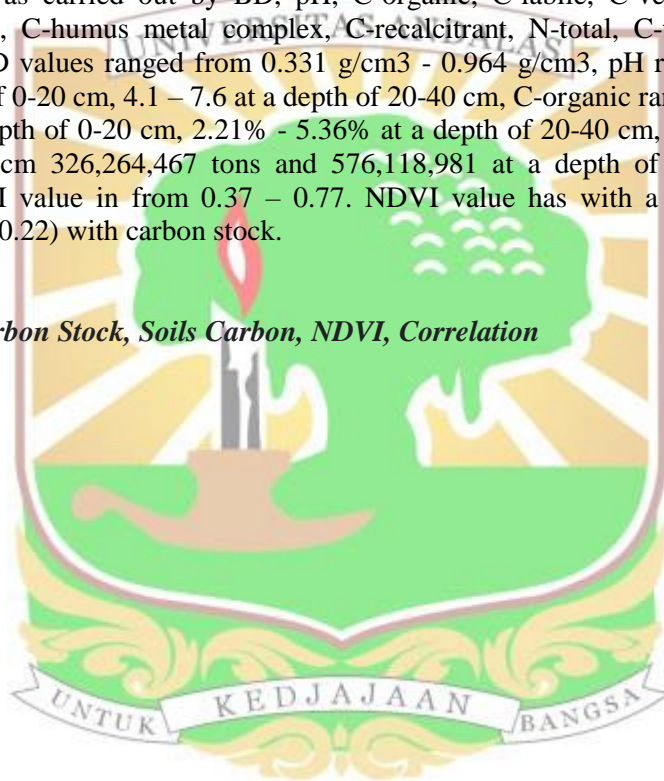 as carried out by BD, pH, C-organic, C-labile, C-ve
, C-humus metal complex, C-recalcitrant, N-total, C-
D values ranged from 0.331 g/cm3 - 0.964 g/cm3, pH r
f 0-20 cm, 4.1 – 7.6 at a depth of 20-40 cm, C-organic ran
pth of 0-20 cm, 2.21% - 5.36% at a depth of 20-40 cm,
cm 326,264,467 tons and 576,118,981 at a depth of
I value in from 0.37 – 0.77. NDVI value has with a
0.22) with carbon stock.
rbon Stock, Soils Carbon, NDVI, Correlation
UNIVERSITAS ANDALAS
UNTUK KEDJAJAAN BANGSA